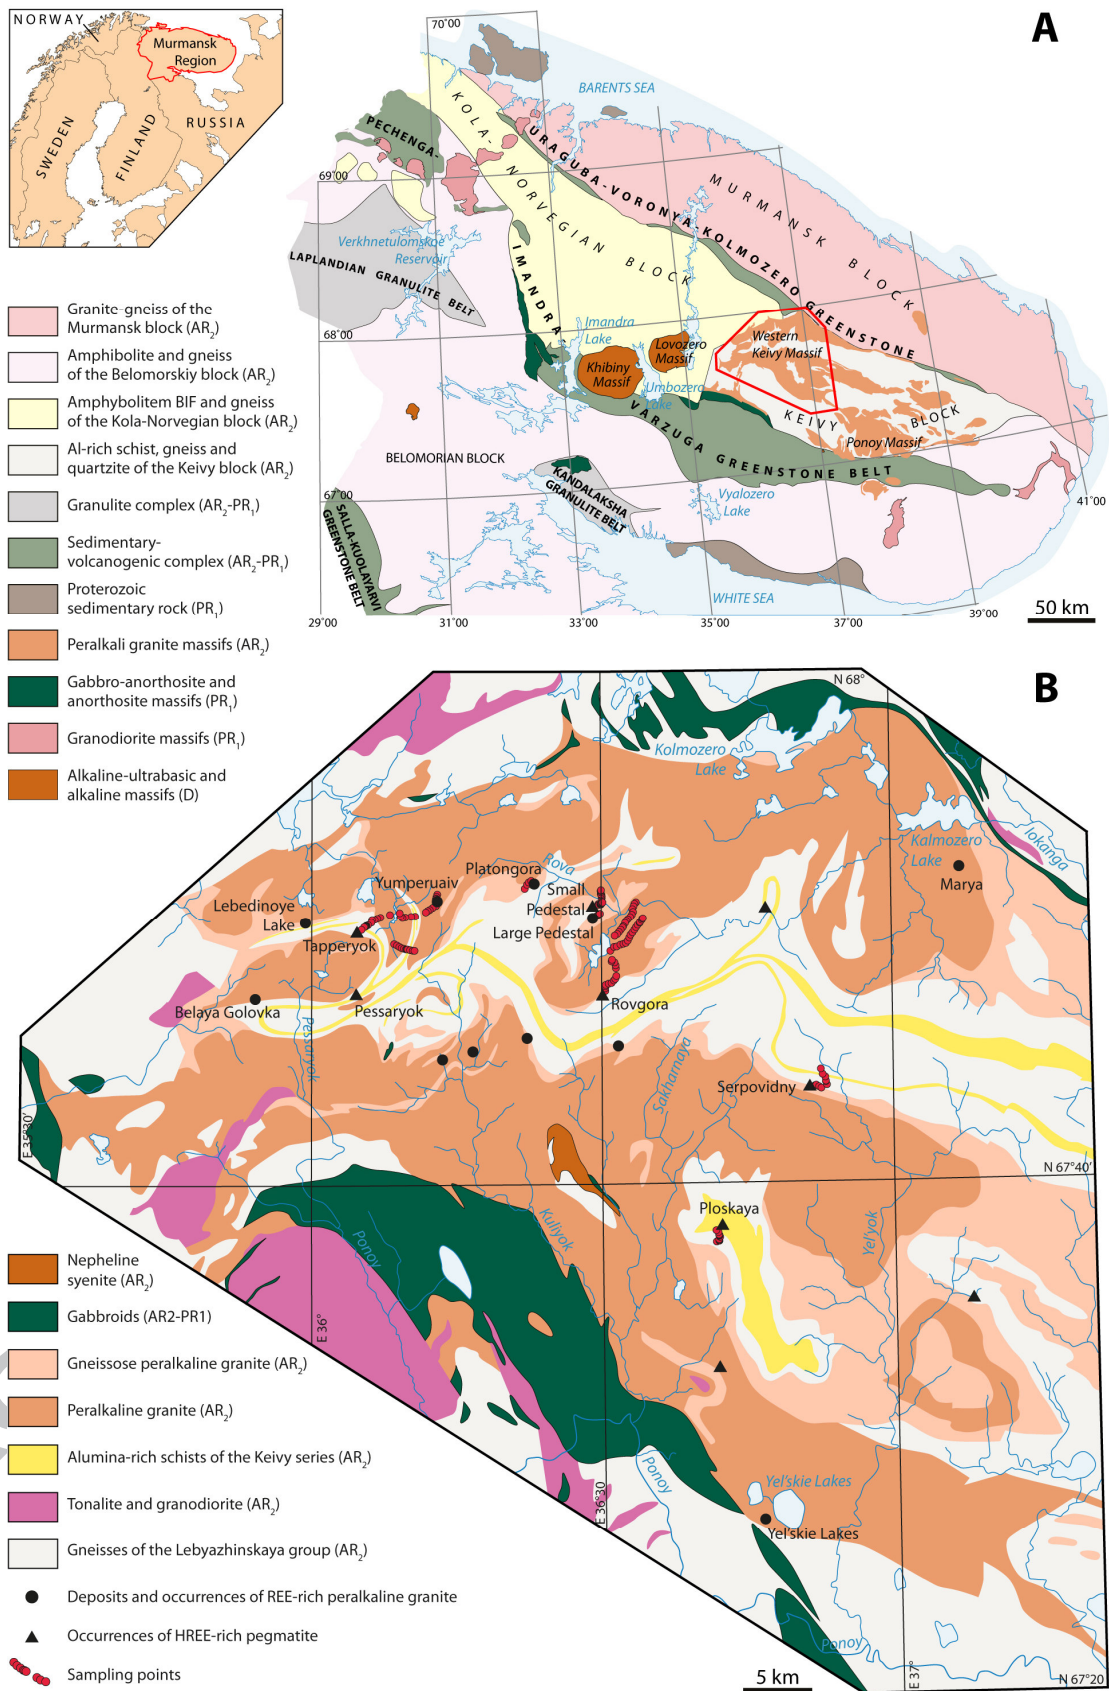 NORWAY
Murmansk
Region
SWEDEN
FINLAND
RUSSIA
A
70°00
BARENTS SEA
KOLA-NORVEGIAN BLOCK
PECHENGA-
URAGUBA-VORONYA-KOLMOZERO GREENSTONE
MURMANSK BLOCK
69°00
Verkhnetulomskoe
Reservoir
LAPLANDIAN GRANULITE BELT
IMANDRA-
68°00
Imandra
Lake
Lovozero
Massif
Khibiny
Massif
Umbozero
Lake
Western
Keivy Massif
KEIVY BLOCK
Ponoy Massif
VARZUGA GREENSTONE BELT
BELOMORIAN BLOCK
KANDALAKSHA
GRANULITE BELT
Vyalozero
Lake
67°00
SALLA-KUOLAYARVI
GREENSTONE BELT
WHITE SEA
41°00
29°00
31°00
33°00
35°00
37°00
39°00
50 km
Granite-gneiss of the
Murmansk block (AR2)
Amphibolite and gneiss
of the Belomorskiy block (AR2)
Amphybolitem BIF and gneiss
of the Kola-Norvegian block (AR2)
Al-rich schist, gneiss and
quartzite of the Keivy block (AR2)
Granulite complex (AR2-PR1)
Sedimentary-
volcanogenic complex (AR2-PR1)
Proterozoic
sedimentary rock (PR1)
Peralkali granite massifs (AR2)
Gabbro-anorthosite and
anorthosite massifs (PR1)
Granodiorite massifs (PR1)
Alkaline-ultrabasic and
alkaline massifs (D)
B
N 68°
Kolmozero
Lake
Kalmozero
Lake
Iokanga
Marya
Rova
Platongora
Yumperuaiv
Small
Pedestal
Large Pedestal
Lebedinoye
Lake
Tapperyok
Belaya Golovka
Pessaryok
Pessaryok
Rovgora
Sakharnaya
Serpovidny
E 35°30'
N 67°40'
Ploskaya
Kuliyok
Yel'yok
Ponoy
E 36°
Ponoy
E 36°30
Yel'skie Lakes
Yel'skie Lakes
Ponoy
E 37°
N 67°20
5 km
Nepheline
syenite (AR2)
Gabbroids (AR2-PR1)
Gneissose peralkaline granite (AR2)
Peralkaline granite (AR2)
Alumina-rich schists of the Keivy series (AR2)
Tonalite and granodiorite (AR2)
Gneisses of the Lebyazhinskaya group (AR2)
Deposits and occurrences of REE-rich peralkaline granite
Occurrences of HREE-rich pegmatite
Sampling points